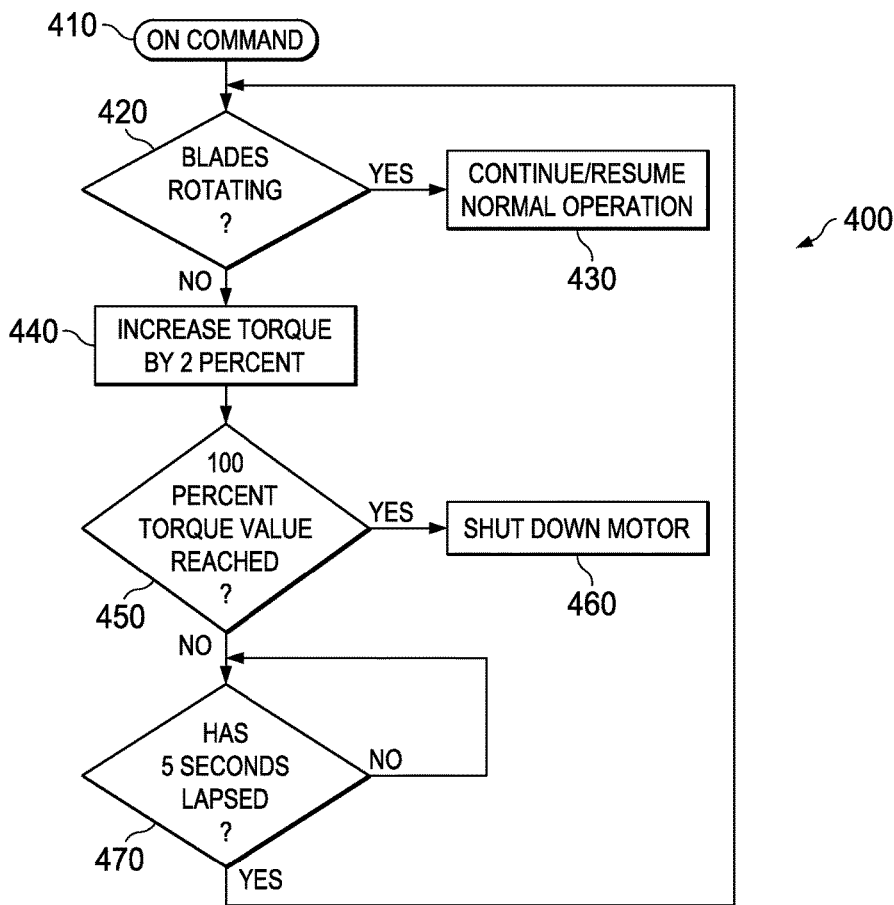 410
ON COMMAND
420
BLADES
ROTATING
?
YES
CONTINUE/RESUME
NORMAL OPERATION
430
400
NO
440
INCREASE TORQUE
BY 2 PERCENT
100
PERCENT
TORQUE VALUE
REACHED
?
YES
SHUT DOWN MOTOR
450
460
NO
HAS
5 SECONDS
LAPSED
?
NO
470
YES